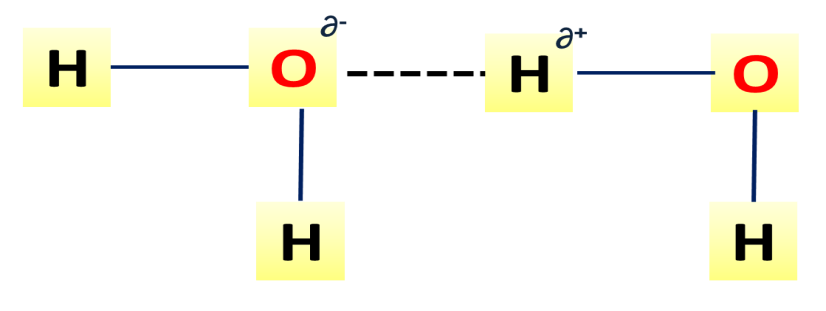 H O ∂- H ∂+ O
H H